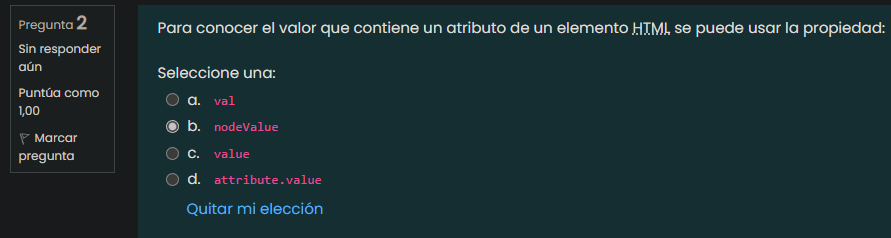 Pregunta 2
Sin responder
aún
Puntúa como
1,00
Marcar
pregunta
Para conocer el valor que contiene un atributo de un elemento HTML se puede usar la propiedad:
Seleccione una:
a. val
b. nodeValue
c. value
d. attribute.value
Quitar mi elección